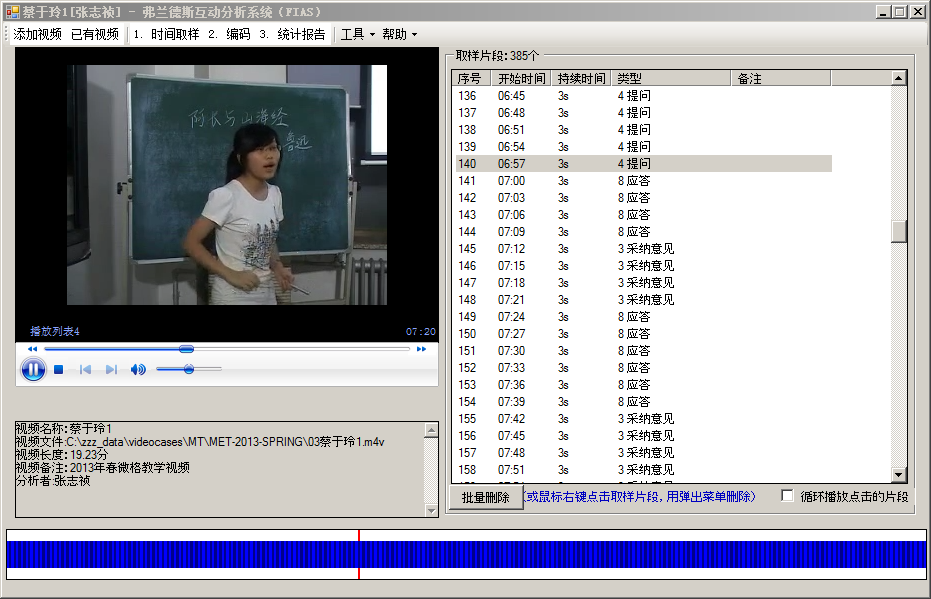 蔡于玲1[张志祯] - 弗兰德斯互动分析系统（FIAS）
添加视频 已有视频 1. 时间取样 2. 编码 3. 统计报告 工具 帮助
阿长与山海经
鲁迅
播放列表4 07:20
视频名称:蔡于玲1
视频文件:C:\zzz_data\videocases\MT\MET-2013-SPRING\03蔡于玲1.m4v
视频长度:19.23分
视频备注:2013年春微格教学视频
分析者:张志祯
取样片段:385个
序号 开始时间 持续时间 类型 备注
136 06:45 3s 4 提问
137 06:48 3s 4 提问
138 06:51 3s 4 提问
139 06:54 3s 4 提问
140 06:57 3s 4 提问
141 07:00 3s 8 应答
142 07:03 3s 8 应答
143 07:06 3s 8 应答
144 07:09 3s 8 应答
145 07:12 3s 3 采纳意见
146 07:15 3s 3 采纳意见
147 07:18 3s 3 采纳意见
148 07:21 3s 3 采纳意见
149 07:24 3s 8 应答
150 07:27 3s 8 应答
151 07:30 3s 8 应答
152 07:33 3s 8 应答
153 07:36 3s 8 应答
154 07:39 3s 8 应答
155 07:42 3s 3 采纳意见
156 07:45 3s 3 采纳意见
157 07:48 3s 3 采纳意见
158 07:51 3s 3 采纳意见
批量删除 (或鼠标右键点击取样片段,用弹出菜单删除) 循环播放点击的片段